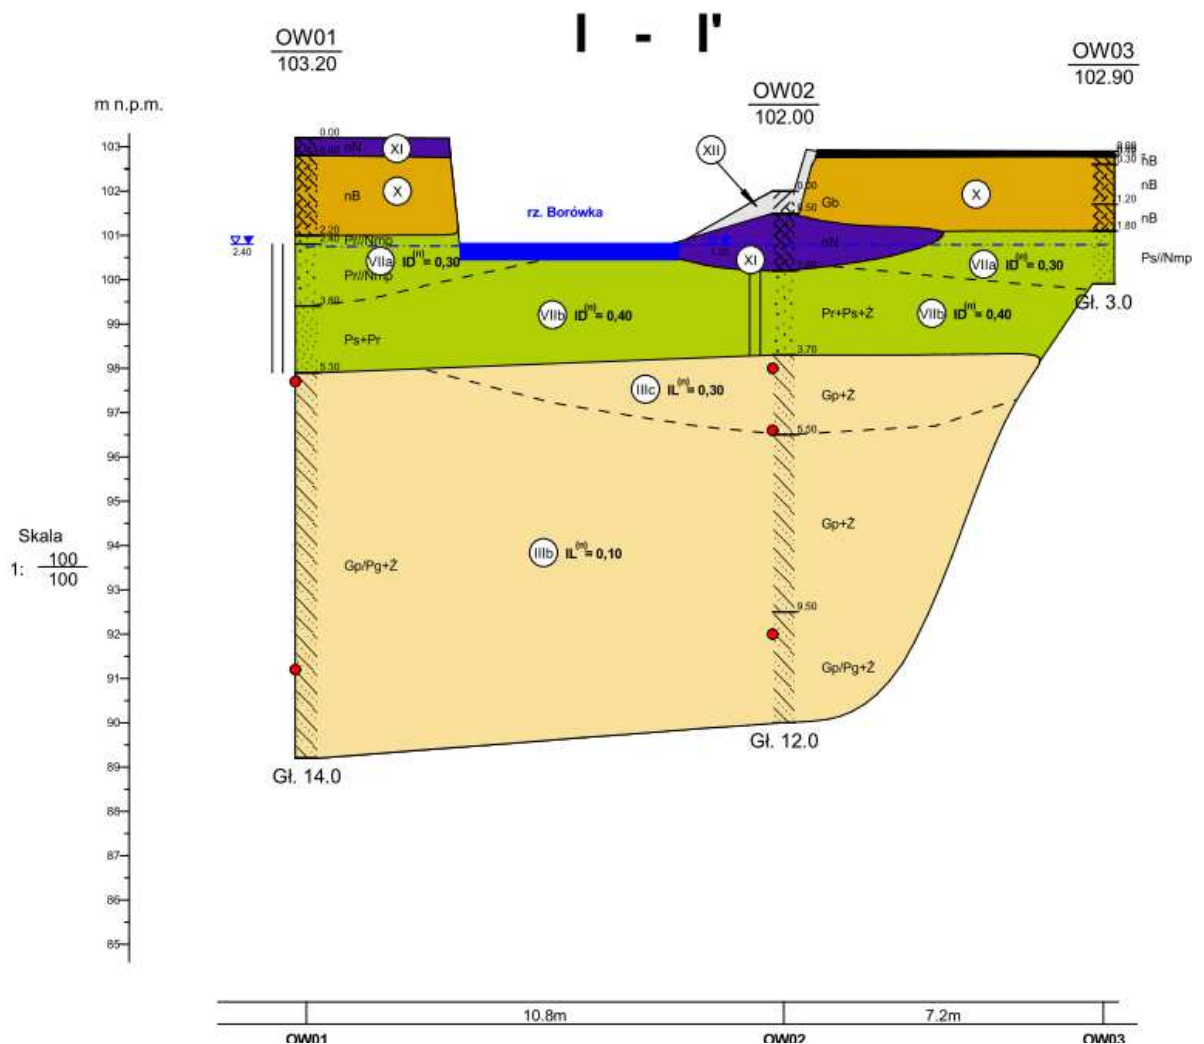 I - I'
OW01
103.20
OW03
102.90
OW02
102.00
m n.p.m.
103
102
101
100
99
98
97
96
95
94
93
92
91
90
89
88
87
86
85
Skala
1: 100
100
0.00
nN
XI
nB
X
2.20
Pr//Nmp
2.40
VIIa ID(n)= 0,30
Pr//Nmp
3.80
Ps+Pr
5.30
rz. Borówka
VIIb ID(n)= 0,40
XII
0.00
0.50
Gb
nN
XI
Pr+Ps+Ż
3.70
X
0.30
nB
nB
1.20
nB
1.80
VIIa ID(n)= 0,30
Ps//Nmp
VIIb ID(n)= 0,40
Gł. 3.0
IIIc IL(n)= 0,30
Gp+Ż
5.50
IIIb IL(n)= 0,10
Gp/Pg+Ż
Gp+Ż
9.50
Gp/Pg+Ż
Gł. 14.0
Gł. 12.0
10.8m
7.2m
OW01
OW02
OW03